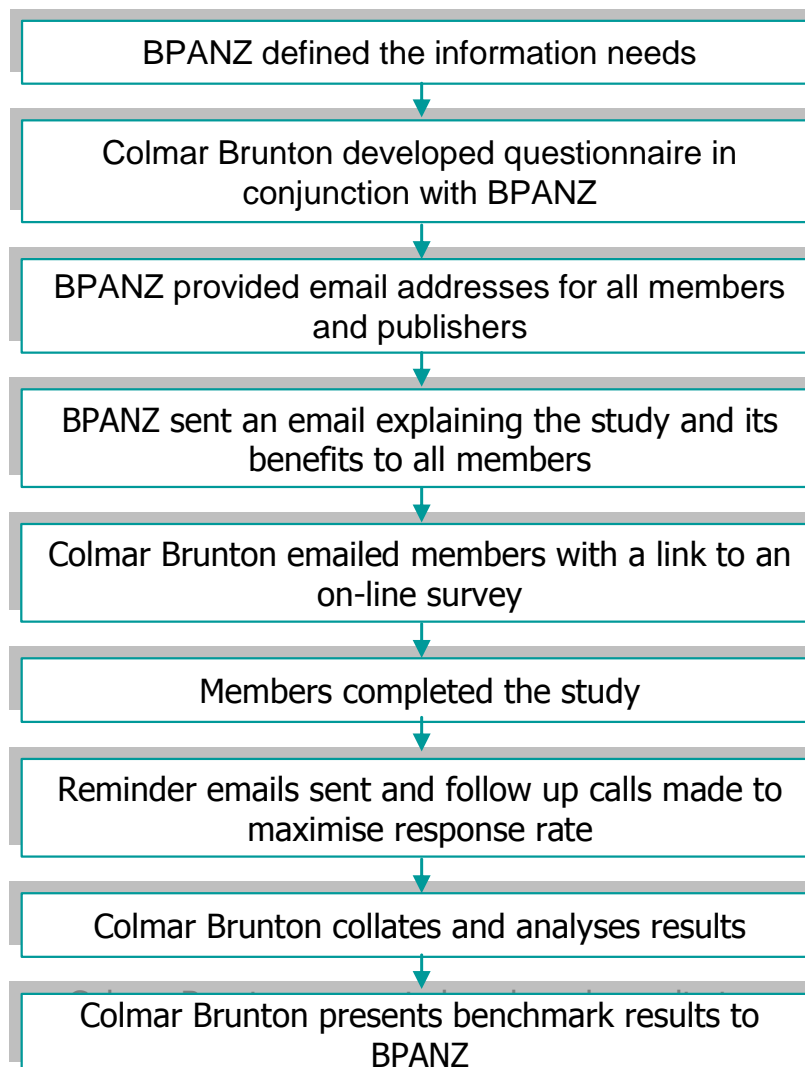 BPANZ defined the information needs
Colmar Brunton developed questionnaire in
conjunction with BPANZ
BPANZ provided email addresses for all members
and publishers
BPANZ sent an email explaining the study and its
benefits to all members
Colmar Brunton emailed members with a link to an
on-line survey
Members completed the study
Reminder emails sent and follow up calls made to
maximise response rate
Colmar Brunton collates and analyses results
Colmar Brunton presents benchmark results to
BPANZ